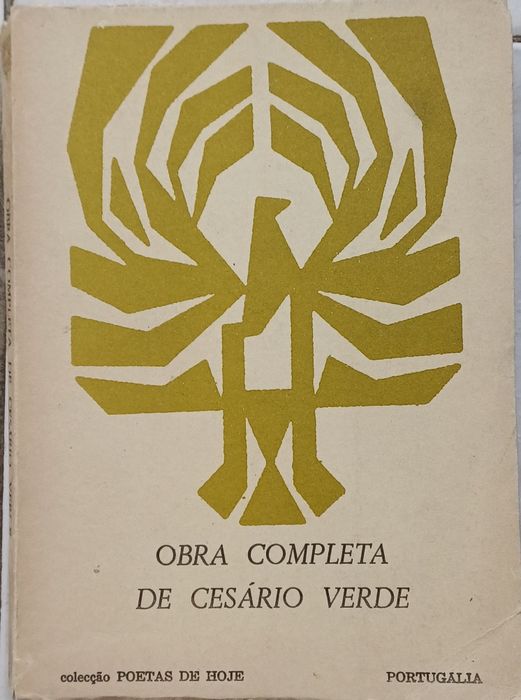 OBRA COMPLETA
DE CESÁRIO VERDE
colecção POETAS DE HOJE
PORTUGÁLIA